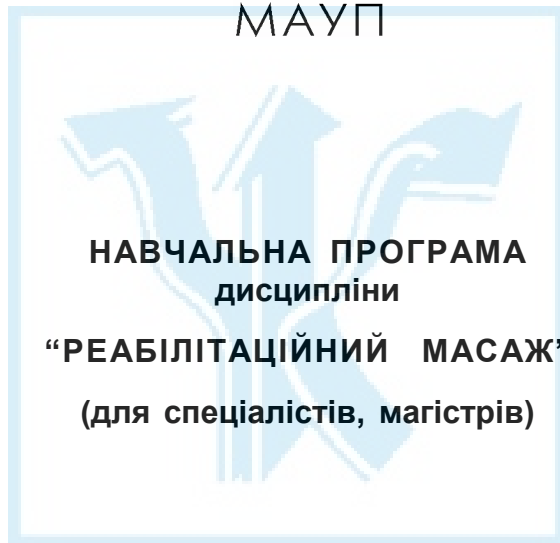 МАУП
НАВЧАЛЬНА ПРОГРАМА
дисципліни
“РЕАБІЛІТАЦІЙНИЙ МАСАЖ”
(для спеціалістів, магістрів)